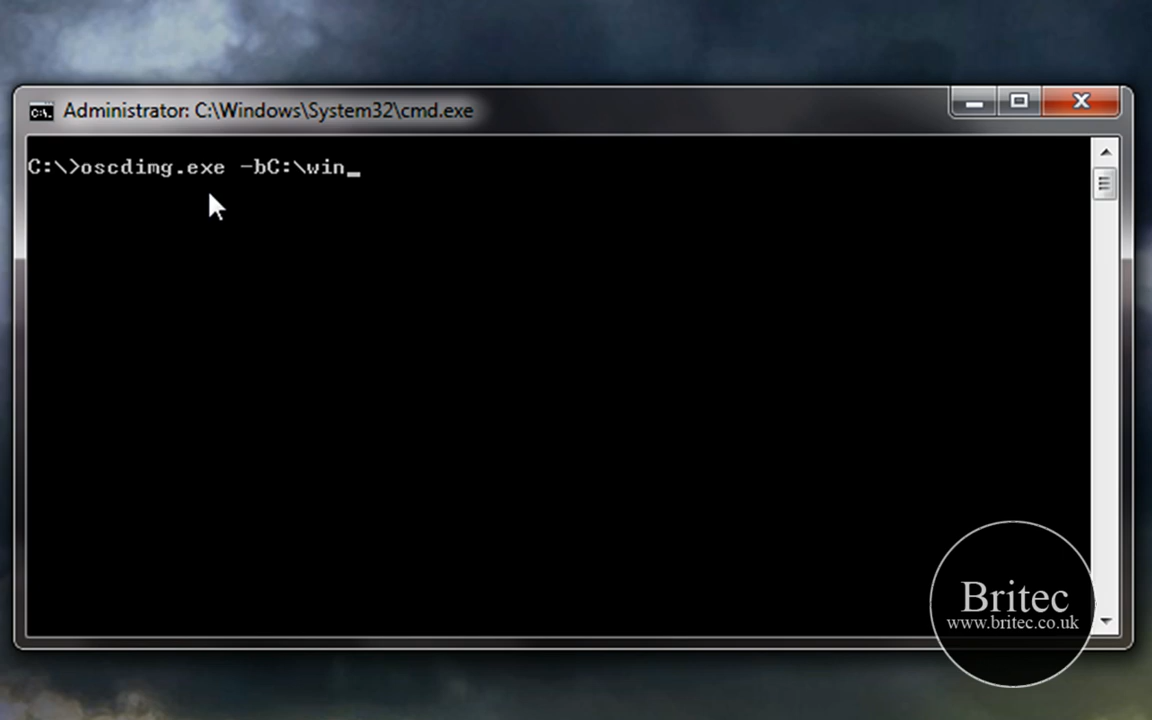 Administrator: C:\Windows\System32\cmd.exe
C:\>oscdimg.exe -bC:\win_
Britec
www.britec.co.uk